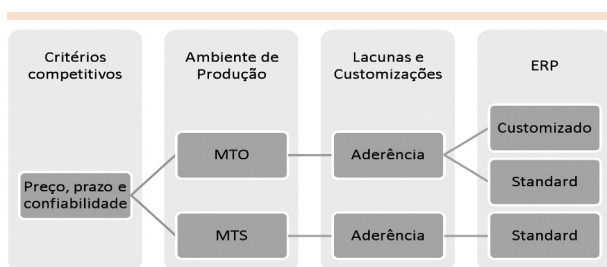 Critérios
competitivos
Ambiente de
Produção
Lacunas e
Customizações
ERP
Preço, prazo e
confiabilidade
MTO
MTS
Aderência
Aderência
Customizado
Standard
Standard